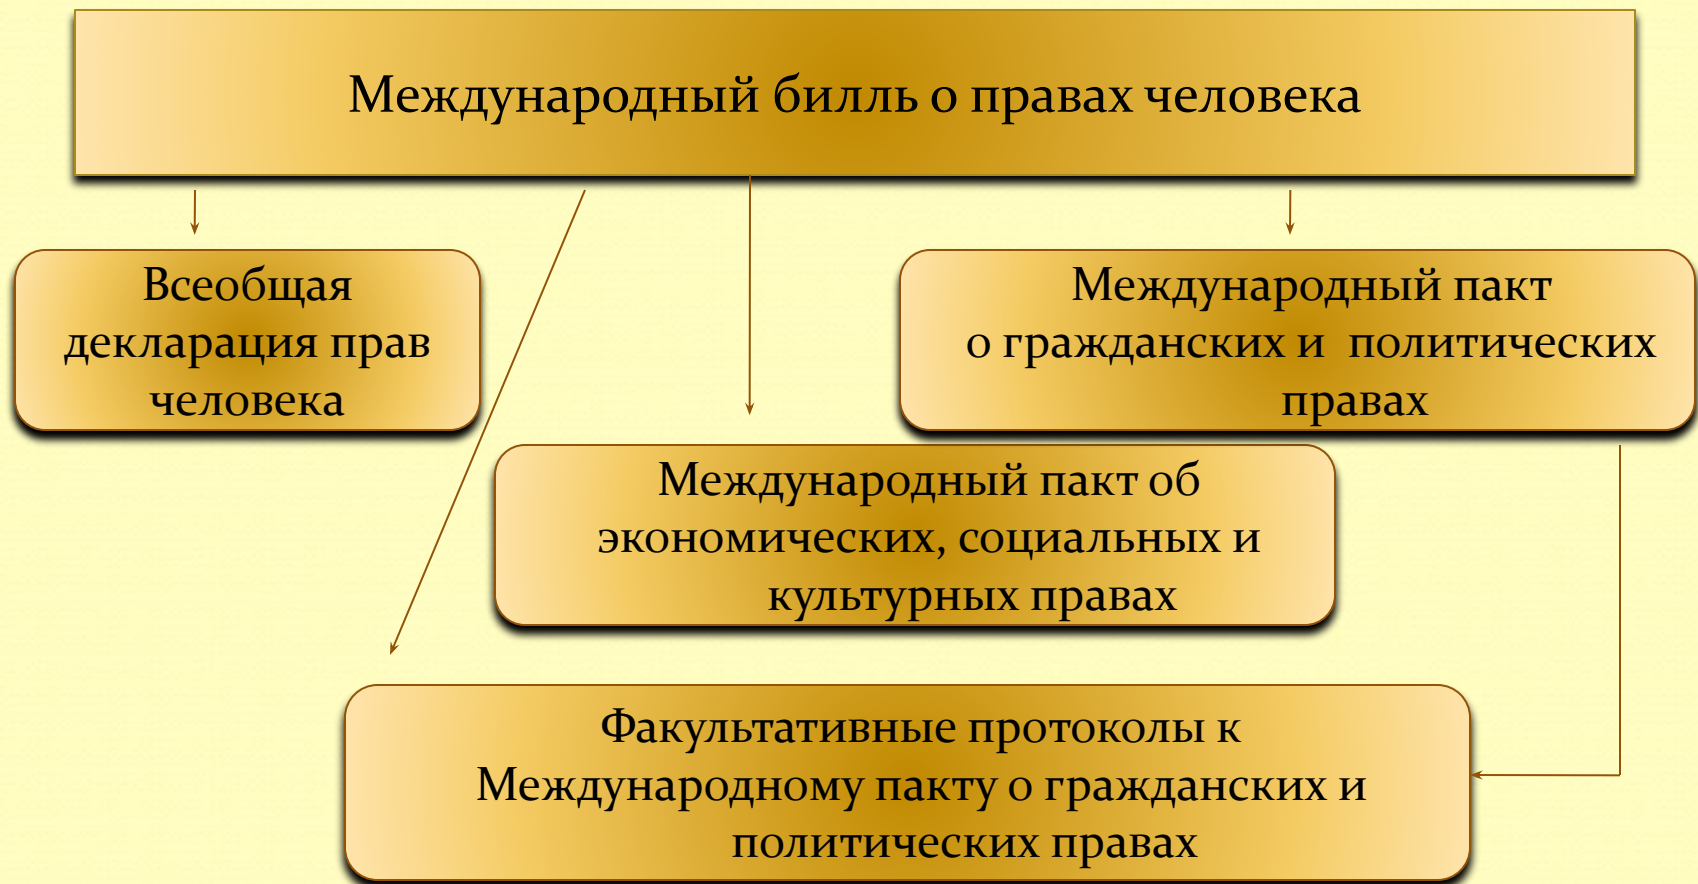 Международный билль о правах человека
Всеобщая
декларация прав
человека
Международный пакт
о гражданских и политических
правах
Международный пакт об
экономических, социальных и
культурных правах
Факультативные протоколы к
Международному пакту о гражданских и
политических правах